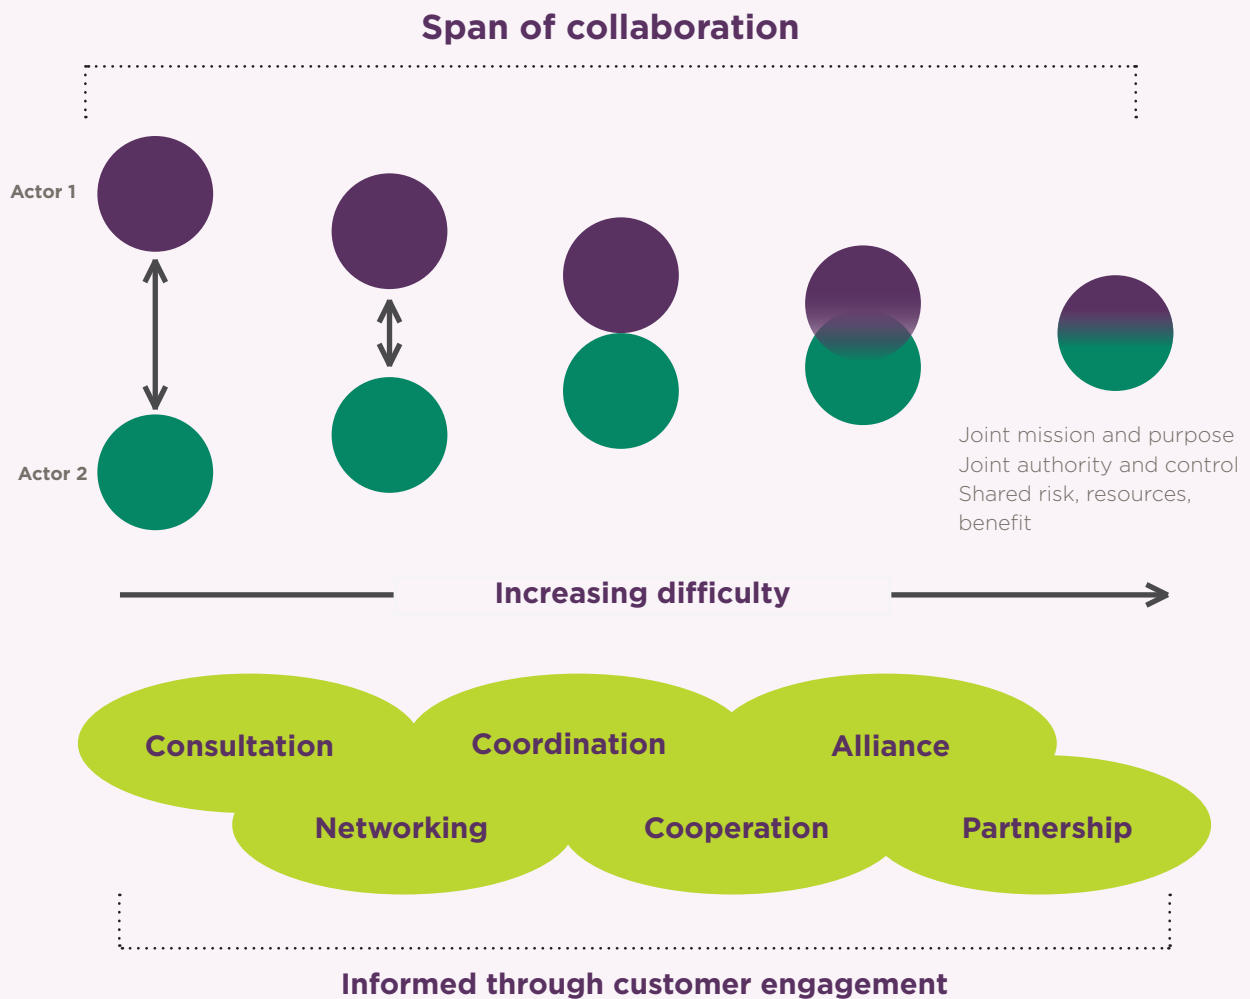 Span of collaboration
Actor 1
Actor 2
Joint mission and purpose
Joint authority and control
Shared risk, resources,
benefit
Increasing difficulty
Consultation
Coordination
Alliance
Networking
Cooperation
Partnership
Informed through customer engagement